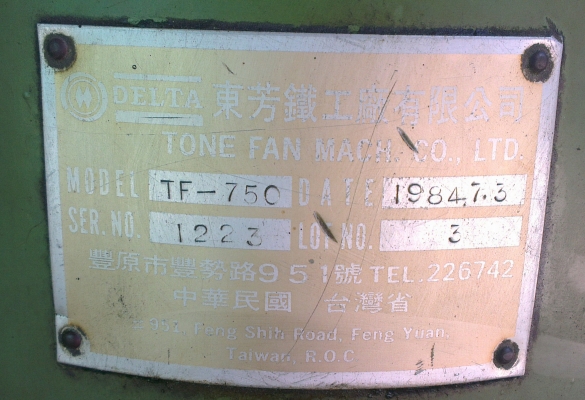 DELTA 東芳鐵工廠有限公司
TONE FAN MACH. CO., LTD.
MODEL TF-750 DATE 1984.7.3
SER. NO. 1223 LOT NO. 3
豐原市豐勢路951號 TEL. 226742
中華民國 台灣省
Feng Shih Road, Feng Yuan,
Taiwan, R.O.C.